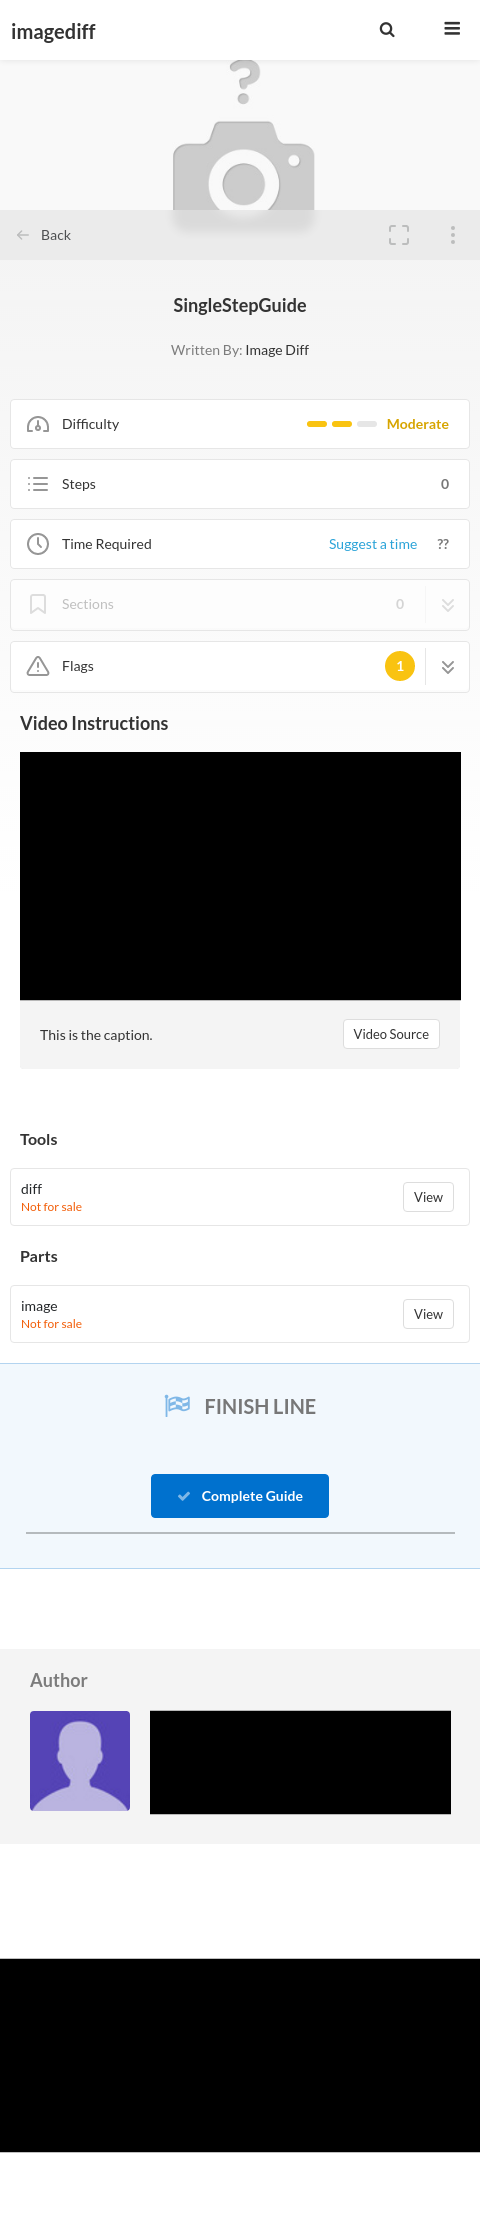 imagediff
?
Back
SingleStepGuide
Written By: Image Diff
Difficulty Moderate
Steps 0
Time Required Suggest a time ??
Sections 0
Flags 1
Video Instructions
This is the caption. Video Source
Tools
diff
Not for sale
View
Parts
image
Not for sale
View
FINISH LINE
Complete Guide
Author